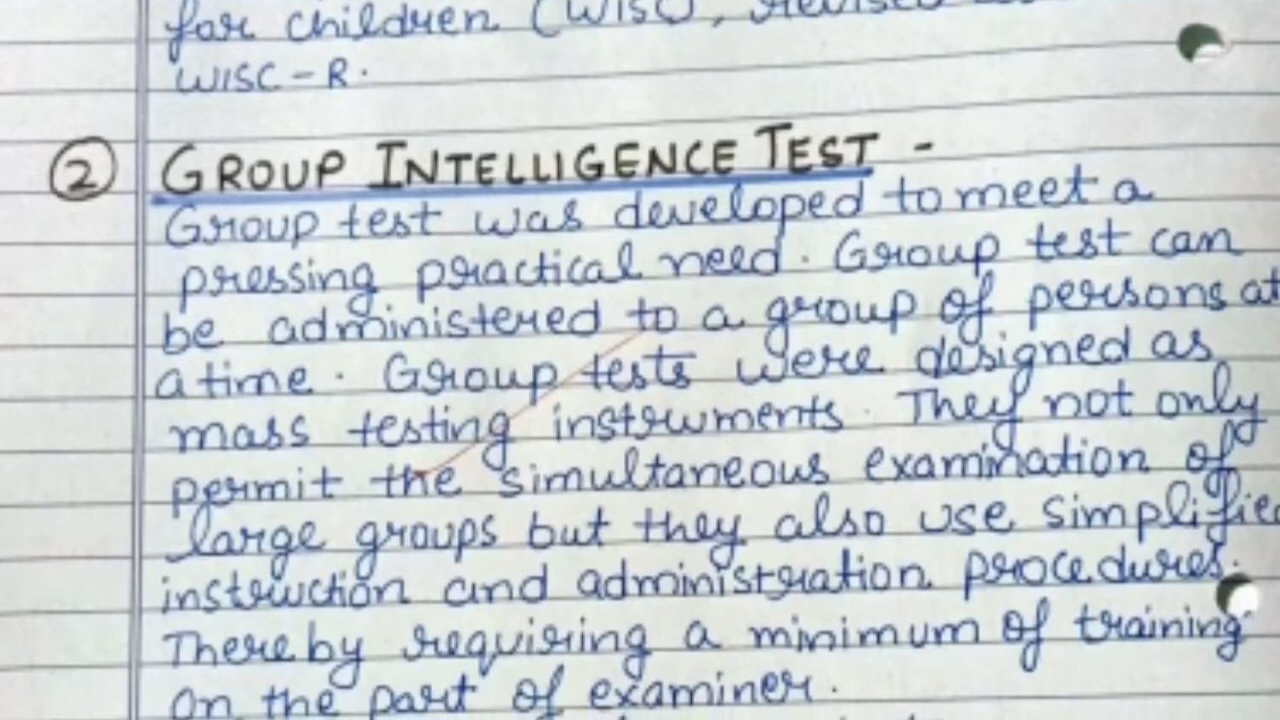 for children (WISC), revised
WISC-R.
② GROUP INTELLIGENCE TEST -
Group test was developed to meet a
pressing practical need. Group test can
be administered to a group of persons at
a time. Group tests were designed as
mass testing instruments. They not only
permit the simultaneous examination of
large groups but they also use simplifie
instruction and administration procedures.
Thereby requiring a minimum of training
on the part of examiner.